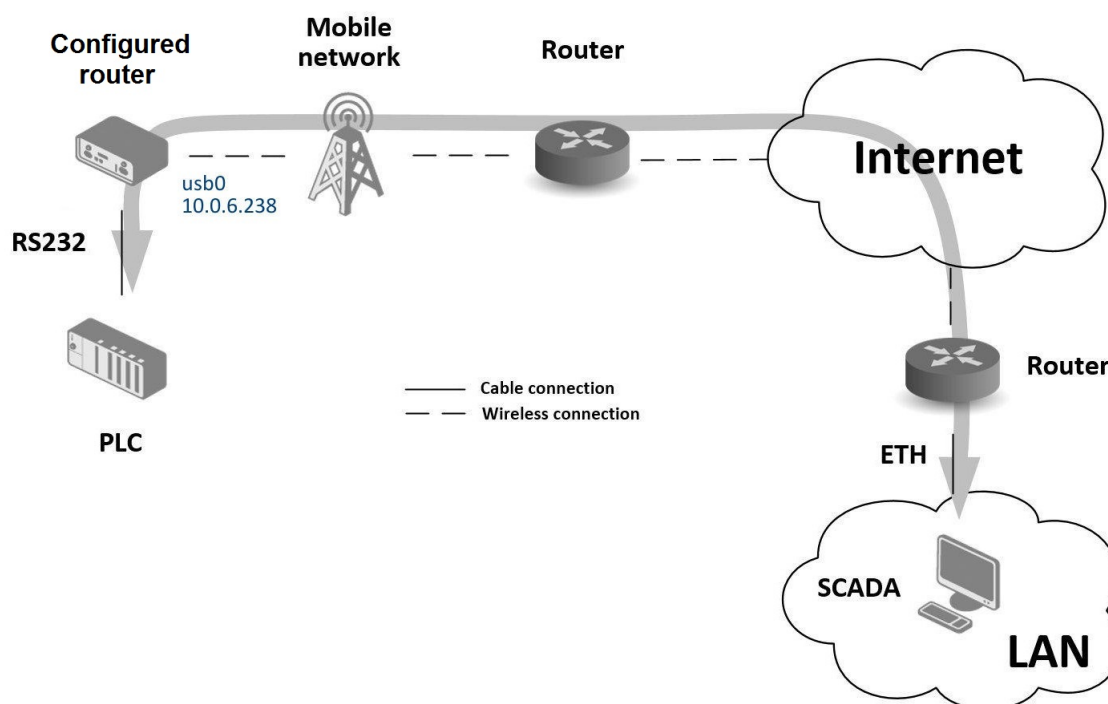 Configured
router
Mobile
network
Router
Internet
usb0
10.0.6.238
RS232
Router
Cable connection
Wireless connection
PLC
ETH
SCADA
LAN